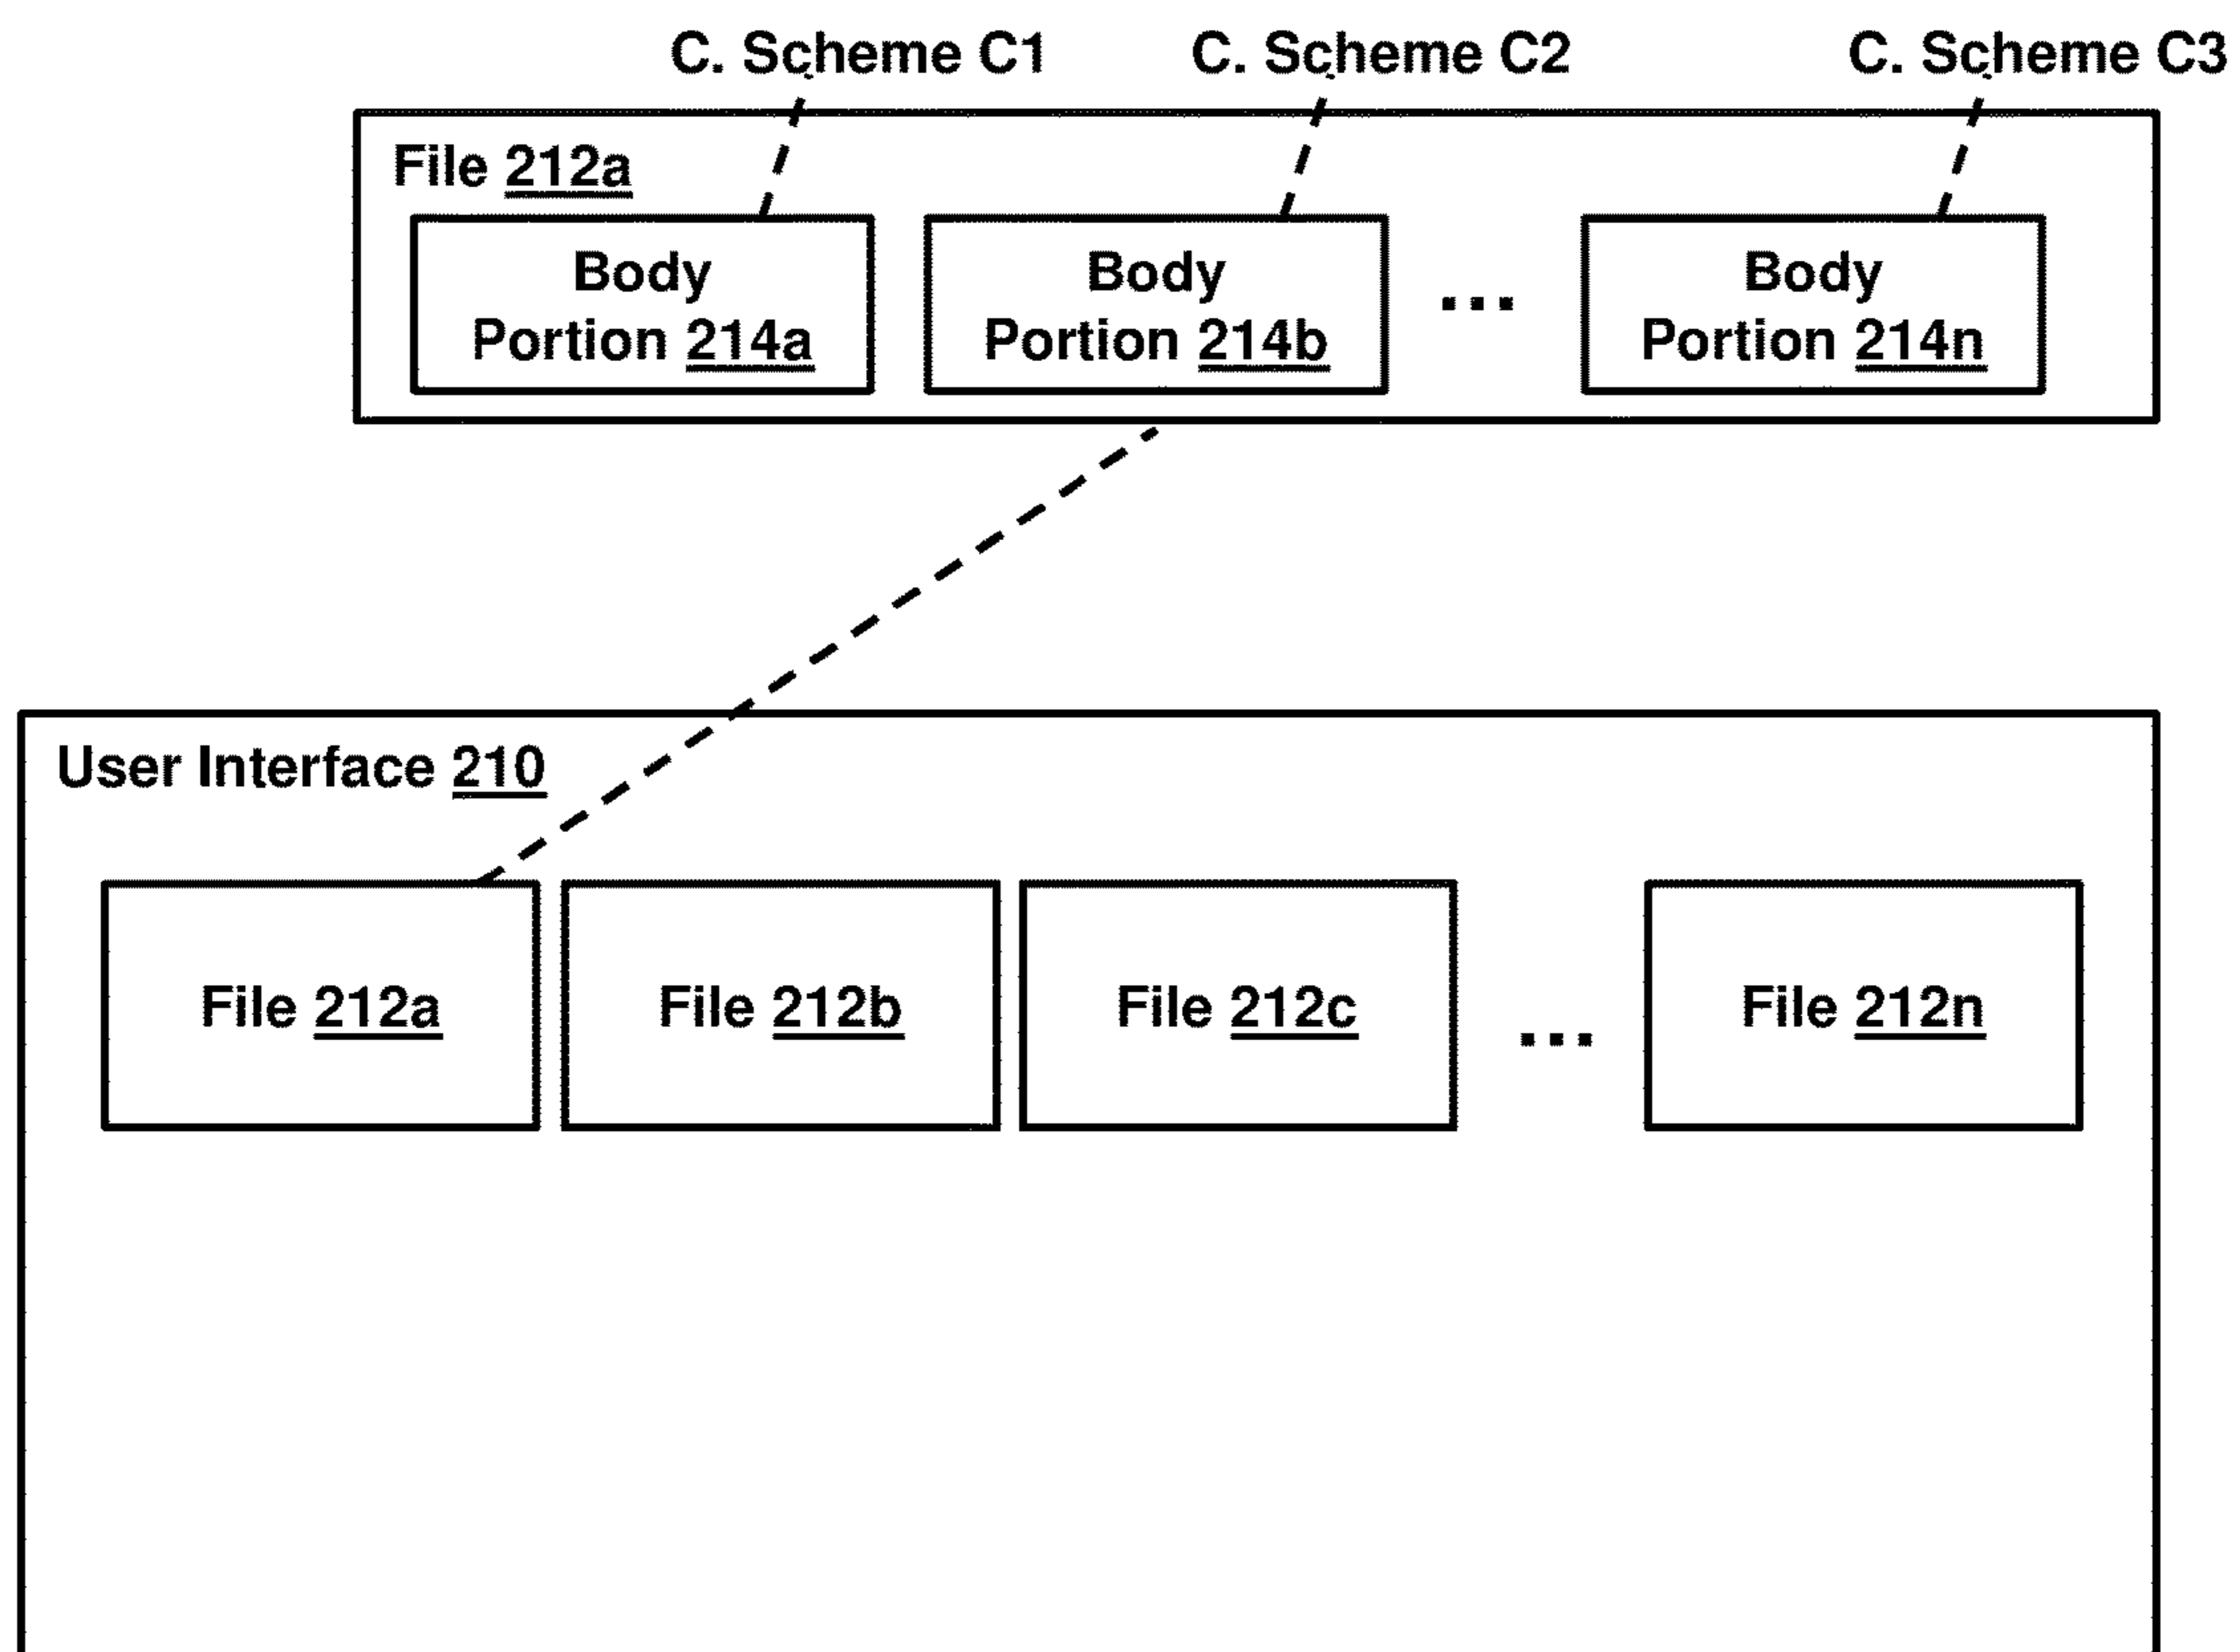 C. Scheme C1 C. Scheme C2 C. Scheme C3
File 212a
Body Portion 214a
Body Portion 214b
...
Body Portion 214n
User Interface 210
File 212a File 212b File 212c ... File 212n